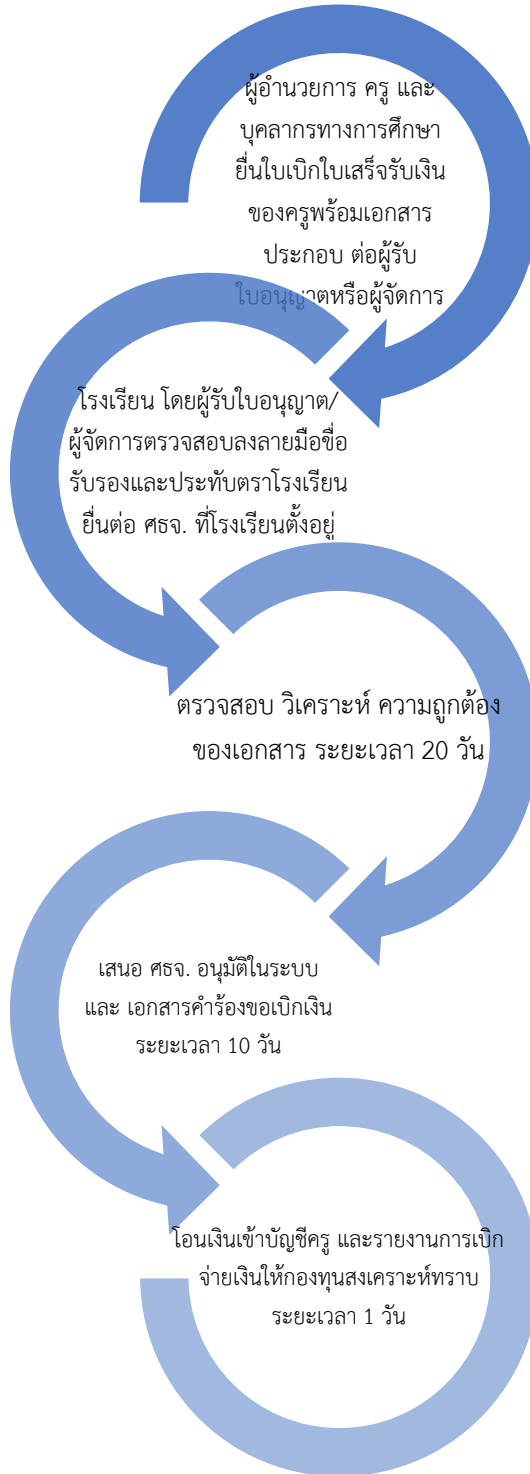 ผู้อำนวยการ ครู และ
บุคลากรทางการศึกษา
ยื่นใบเบิกใบเสร็จรับเงิน
ของครูพร้อมเอกสาร
ประกอบ ต่อผู้รับ
ใบอนุญาตหรือผู้จัดการ
โรงเรียน โดยผู้รับใบอนุญาต/
ผู้จัดการตรวจสอบลงลายมือชื่อ
รับรองและประทับตราโรงเรียน
ยื่นต่อ ศธจ. ที่โรงเรียนตั้งอยู่
ตรวจสอบ วิเคราะห์ ความถูกต้อง
ของเอกสาร ระยะเวลา 20 วัน
เสนอ ศธจ. อนุมัติในระบบ
และ เอกสารคำร้องขอเบิกเงิน
ระยะเวลา 10 วัน
โอนเงินเข้าบัญชีครู และรายงานการเบิก
จ่ายเงินให้กองทุนสงเคราะห์ทราบ
ระยะเวลา 1 วัน